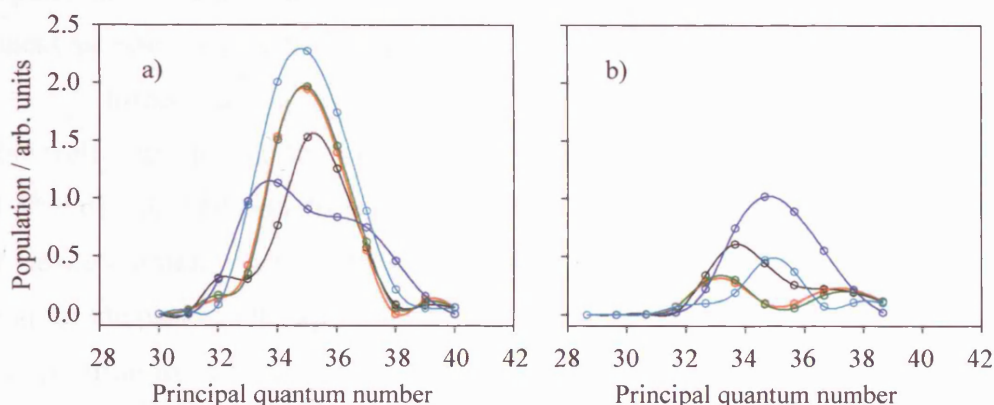 2.5
2.0
1.5
1.0
0.5
0.0
Population / arb. units
a)
b)
28 30 32 34 36 38 40 42
28 30 32 34 36 38 40 42
Principal quantum number
Principal quantum number